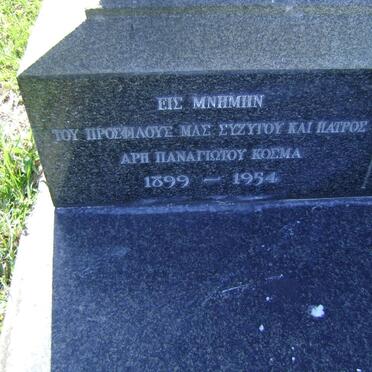 ΕΙΣ ΜΝΗΜΗΝ
ΤΟΥ ΠΡΟΣΦΙΛΟΥΣ ΜΑΣ ΣΥΖΥΓΟΥ ΚΑΙ ΠΑΤΡΟΣ
ΑΡΗ ΠΑΝΑΓΙΩΤΟΥ ΚΟΣΜΑ
1899 — 1954